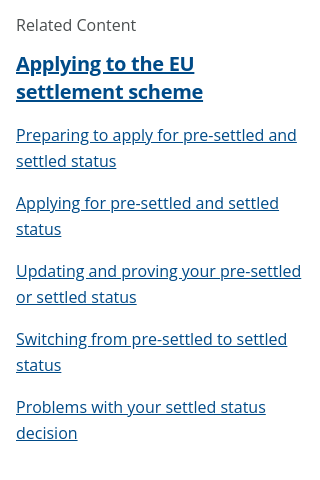 Related Content
Applying to the EU
settlement scheme
Preparing to apply for pre-settled and
settled status
Applying for pre-settled and settled
status
Updating and proving your pre-settled
or settled status
Switching from pre-settled to settled
status
Problems with your settled status
decision